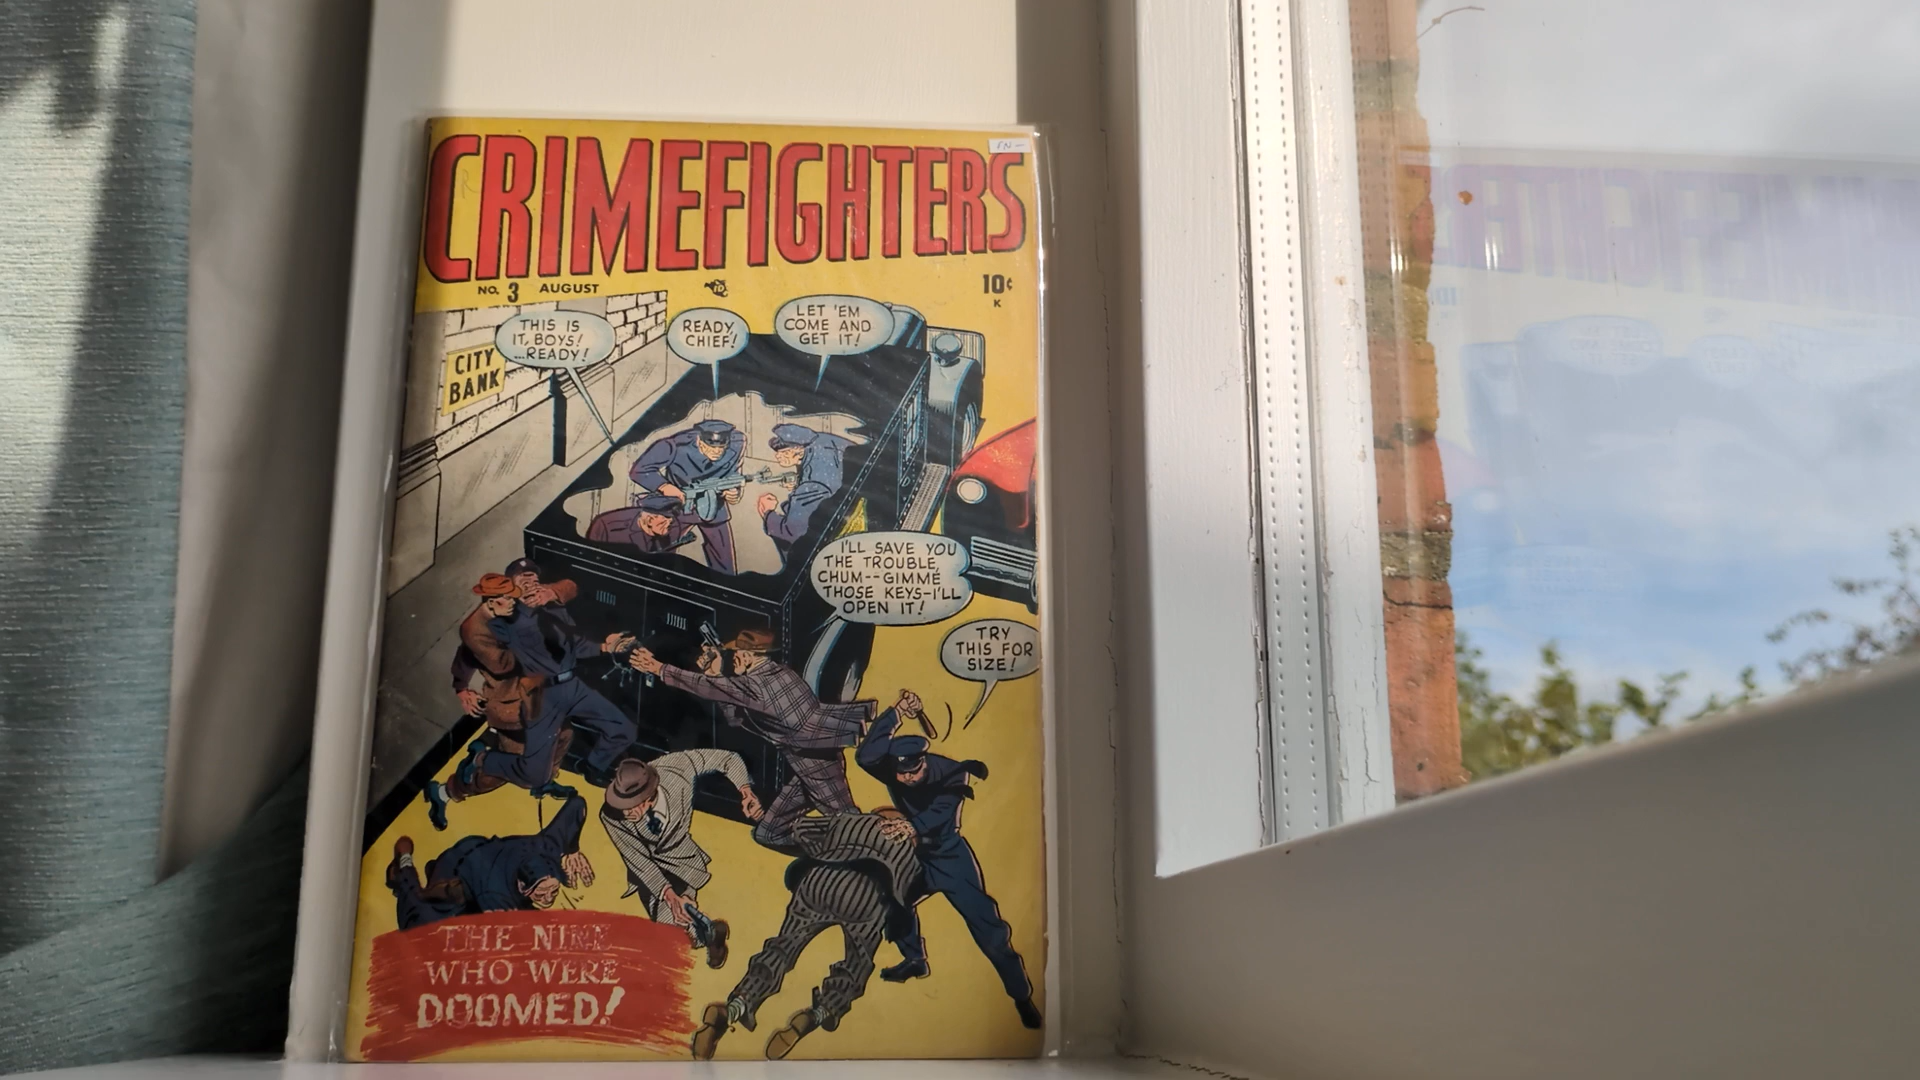 FN-
CRIMEFIGHTERS
NO. 3 AUGUST
10¢
K
THIS IS
IT, BOYS!
...READY!
READY,
CHIEF!
LET 'EM
COME AND
GET IT!
CITY
BANK
I'LL SAVE YOU
THE TROUBLE,
CHUM--GIMME
THOSE KEYS-I'LL
OPEN IT!
TRY
THIS FOR
SIZE!
THE NINE
WHO WERE
DOOMED!